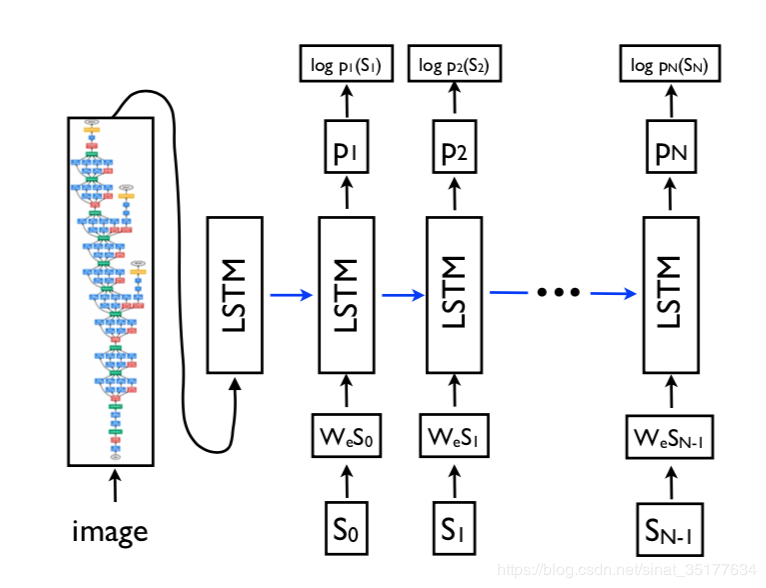 log p1(S1) log p2(S2) log pN(SN)
p1 p2 pN
LSTM LSTM LSTM LSTM
WeS0 WeS1 WeSN-1
image S0 S1 SN-1
https://blog.csdn.net/sinat_35177634